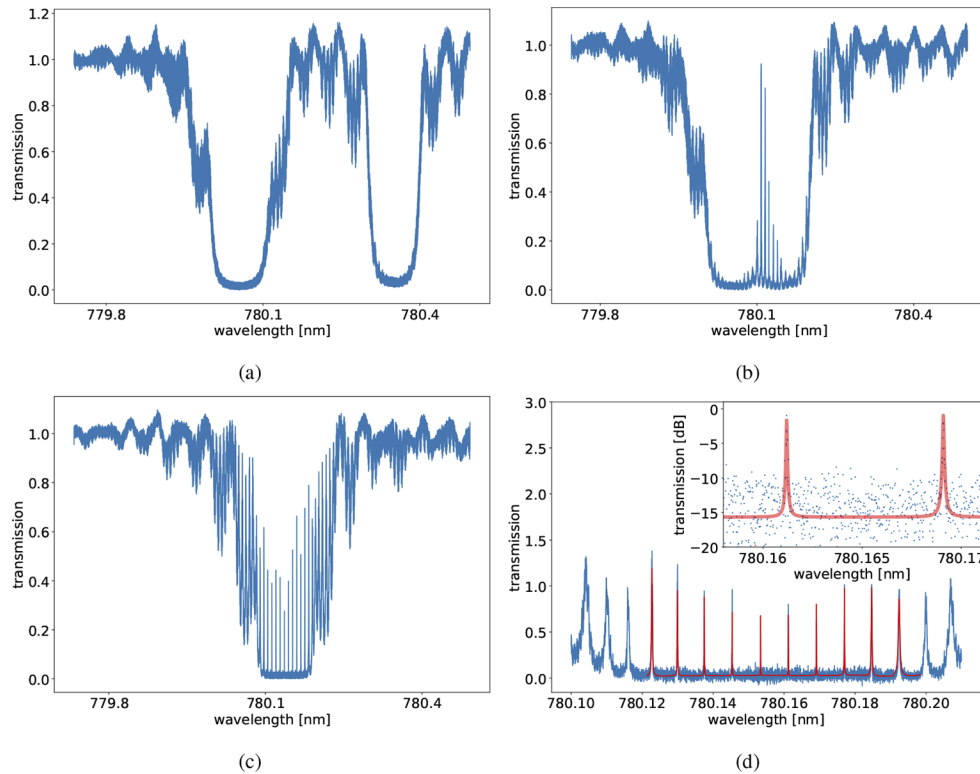 1.2
1.0
0.8
0.6
0.4
0.2
0.0
transmission
779.8 780.1 780.4
wavelength [nm]
(a)
1.0
0.8
0.6
0.4
0.2
0.0
transmission
779.8 780.1 780.4
wavelength [nm]
(b)
1.0
0.8
0.6
0.4
0.2
0.0
transmission
779.8 780.1 780.4
wavelength [nm]
(c)
3.0
2.5
2.0
1.5
1.0
0.5
0.0
transmission
780.10 780.12 780.14 780.16 780.18 780.20
wavelength [nm]
0
−5
−10
−15
−20
transmission [dB]
780.16 780.165 780.17
wavelength [nm]
(d)